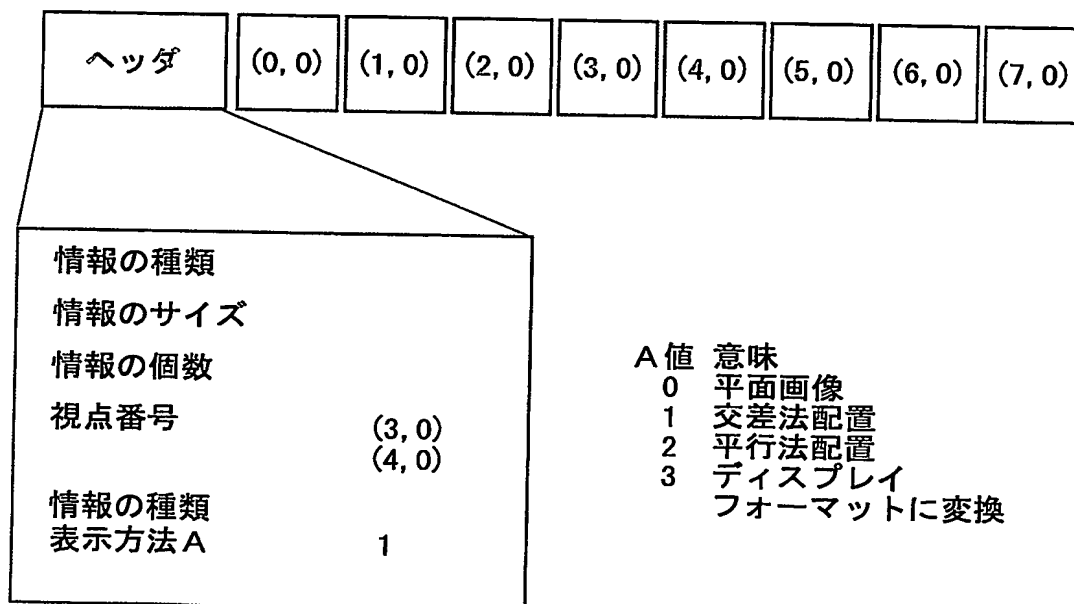 ヘッダ (0, 0) (1, 0) (2, 0) (3, 0) (4, 0) (5, 0) (6, 0) (7, 0)
情報の種類
情報のサイズ
情報の個数
視点番号 (3, 0)
(4, 0)
情報の種類
表示方法A 1
A値 意味
0 平面画像
1 交差法配置
2 平行法配置
3 ディスプレイ
フォーマットに変換